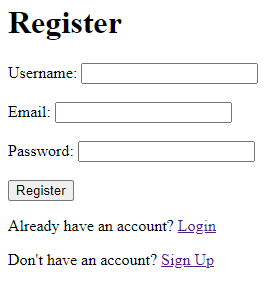 Register
Username:
Email:
Password:
Register
Already have an account? Login
Don't have an account? Sign Up